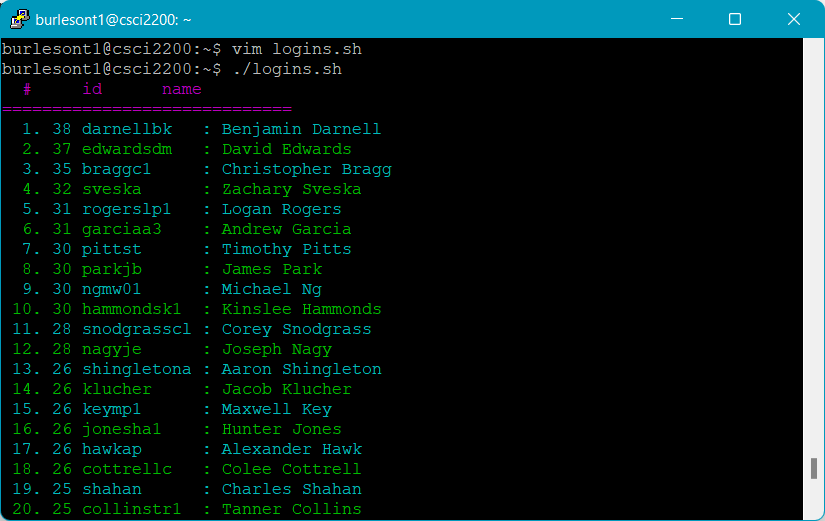 burlesont1@csci2200: ~
burlesont1@csci2200:~$ vim logins.sh
burlesont1@csci2200:~$ ./logins.sh
  #     id      name
=============================
  1. 38 darnellbk   : Benjamin Darnell
  2. 37 edwardsdm   : David Edwards
  3. 35 braggc1     : Christopher Bragg
  4. 32 sveska      : Zachary Sveska
  5. 31 rogerslp1   : Logan Rogers
  6. 31 garciaa3    : Andrew Garcia
  7. 30 pittst      : Timothy Pitts
  8. 30 parkjb      : James Park
  9. 30 ngmw01      : Michael Ng
 10. 30 hammondsk1  : Kinslee Hammonds
 11. 28 snodgrasscl : Corey Snodgrass
 12. 28 nagyje      : Joseph Nagy
 13. 26 shingletona : Aaron Shingleton
 14. 26 klucher     : Jacob Klucher
 15. 26 keymp1      : Maxwell Key
 16. 26 jonesha1    : Hunter Jones
 17. 26 hawkap      : Alexander Hawk
 18. 26 cottrellc   : Colee Cottrell
 19. 25 shahan      : Charles Shahan
 20. 25 collinstr1  : Tanner Collins